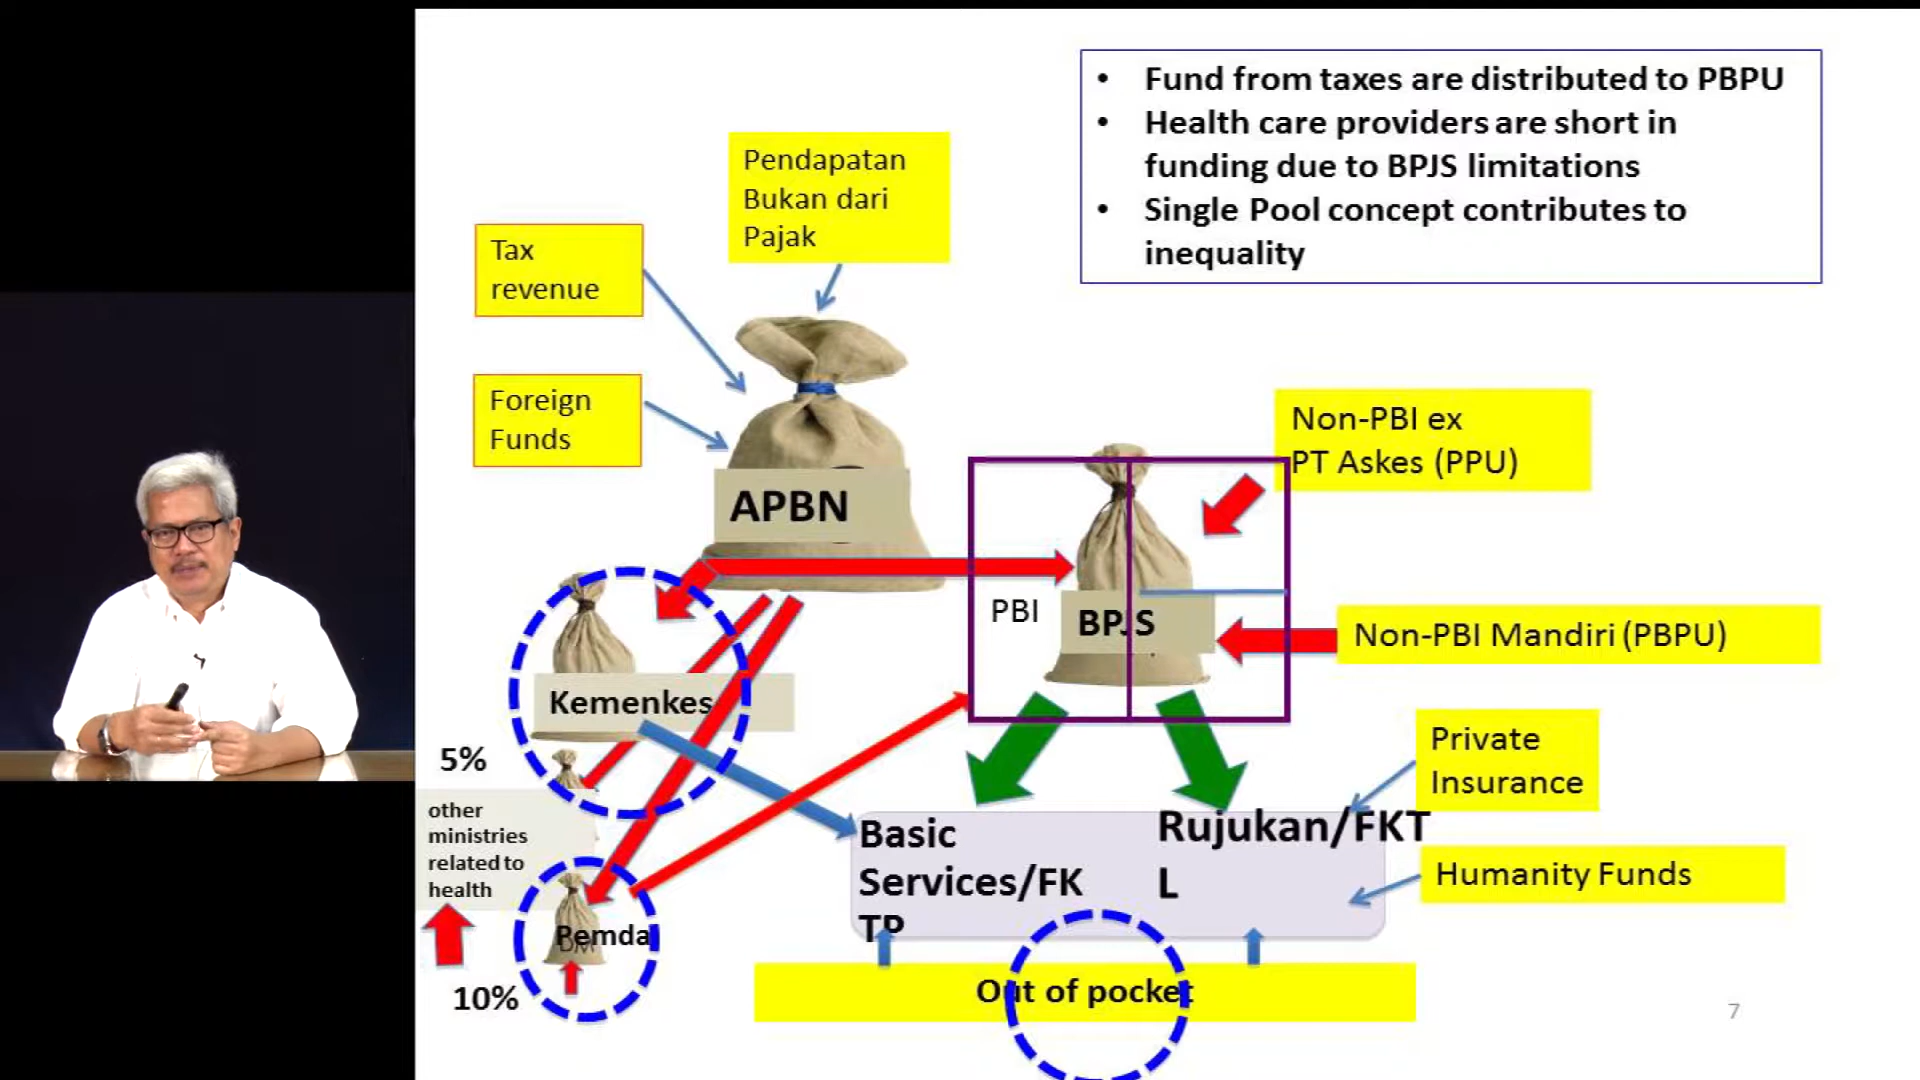 • Fund from taxes are distributed to PBPU
• Health care providers are short in
funding due to BPJS limitations
• Single Pool concept contributes to
inequality
Pendapatan
Bukan dari
Pajak
Tax
revenue
Foreign
Funds
APBN
Non-PBI ex
PT Askes (PPU)
PBI
BPJS
Non-PBI Mandiri (PBPU)
Kemenkes
5%
other
ministries
related to
health
Pemda
10%
Basic
Services/FK
TP
Rujukan/FKT
L
Private
Insurance
Humanity Funds
Out of pocket
7